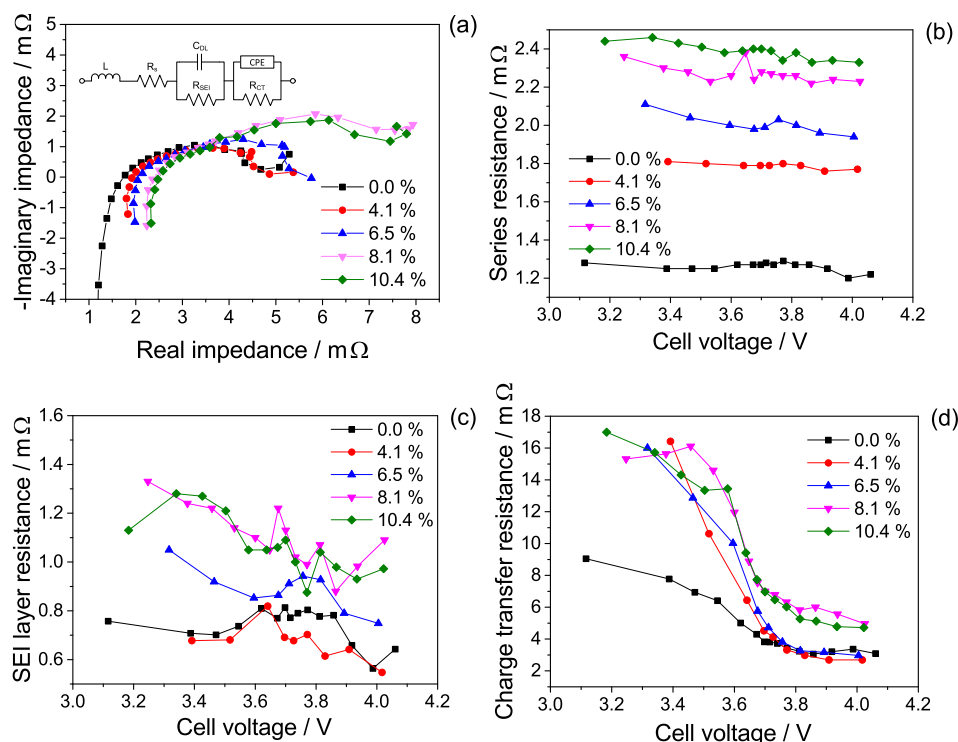 (a)
-Imaginary impedance / mΩ
4
3
2
1
0
-1
-2
-3
-4
L
Rs
CDL
RSEI
CPE
RCT
0.0 %
4.1 %
6.5 %
8.1 %
10.4 %
1 2 3 4 5 6 7 8
Real impedance / mΩ
(b)
Series resistance / mΩ
2.4
2.2
2.0
1.8
1.6
1.4
1.2
0.0 %
4.1 %
6.5 %
8.1 %
10.4 %
3.0 3.2 3.4 3.6 3.8 4.0 4.2
Cell voltage / V
(c)
SEI layer resistance / mΩ
1.6
1.4
1.2
1.0
0.8
0.6
0.0 %
4.1 %
6.5 %
8.1 %
10.4 %
3.0 3.2 3.4 3.6 3.8 4.0 4.2
Cell voltage / V
(d)
Charge transfer resistance / mΩ
18
16
14
12
10
8
6
4
2
0.0 %
4.1 %
6.5 %
8.1 %
10.4 %
3.0 3.2 3.4 3.6 3.8 4.0 4.2
Cell voltage / V